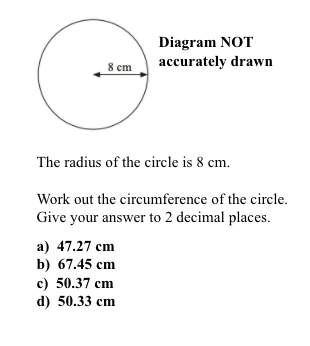 Diagram NOT
accurately drawn
8 cm
The radius of the circle is 8 cm.
Work out the circumference of the circle.
Give your answer to 2 decimal places.
a) 47.27 cm
b) 67.45 cm
c) 50.37 cm
d) 50.33 cm